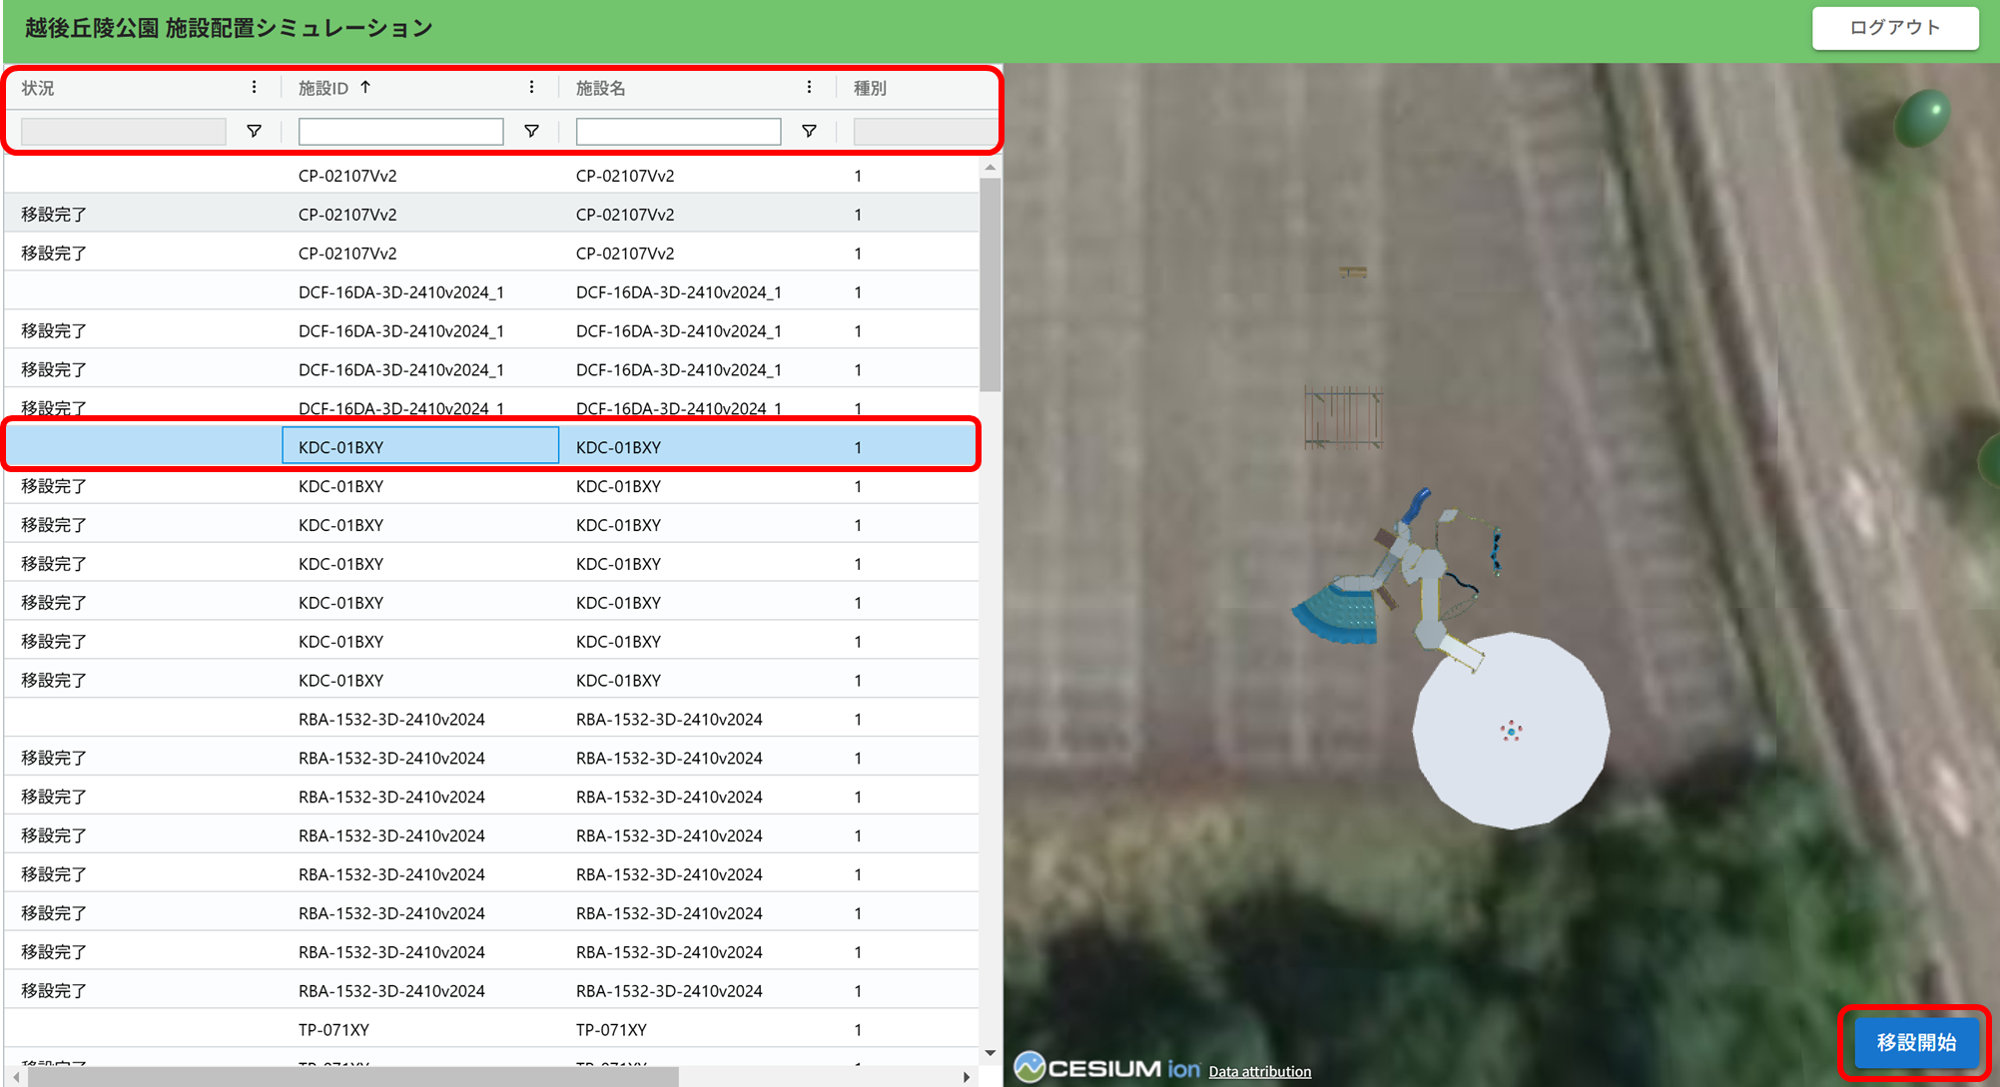 越後丘陵公園 施設配置シミュレーション
ログアウト
状況 施設ID 施設名 種別
CP-02107Vv2 CP-02107Vv2 1
移設完了 CP-02107Vv2 CP-02107Vv2 1
移設完了 CP-02107Vv2 CP-02107Vv2 1
DCF-16DA-3D-2410v2024_1 DCF-16DA-3D-2410v2024_1 1
移設完了 DCF-16DA-3D-2410v2024_1 DCF-16DA-3D-2410v2024_1 1
移設完了 DCF-16DA-3D-2410v2024_1 DCF-16DA-3D-2410v2024_1 1
移設完了 DCF-16DA-3D-2410v2024_1 DCF-16DA-3D-2410v2024_1 1
KDC-01BXY KDC-01BXY 1
移設完了 KDC-01BXY KDC-01BXY 1
移設完了 KDC-01BXY KDC-01BXY 1
移設完了 KDC-01BXY KDC-01BXY 1
移設完了 KDC-01BXY KDC-01BXY 1
移設完了 KDC-01BXY KDC-01BXY 1
移設完了 KDC-01BXY KDC-01BXY 1
RBA-1532-3D-2410v2024 RBA-1532-3D-2410v2024 1
移設完了 RBA-1532-3D-2410v2024 RBA-1532-3D-2410v2024 1
移設完了 RBA-1532-3D-2410v2024 RBA-1532-3D-2410v2024 1
移設完了 RBA-1532-3D-2410v2024 RBA-1532-3D-2410v2024 1
移設完了 RBA-1532-3D-2410v2024 RBA-1532-3D-2410v2024 1
移設完了 RBA-1532-3D-2410v2024 RBA-1532-3D-2410v2024 1
移設完了 RBA-1532-3D-2410v2024 RBA-1532-3D-2410v2024 1
移設完了 RBA-1532-3D-2410v2024 RBA-1532-3D-2410v2024 1
TP-071XY TP-071XY 1
移設開始
CESIUM ion Data attribution